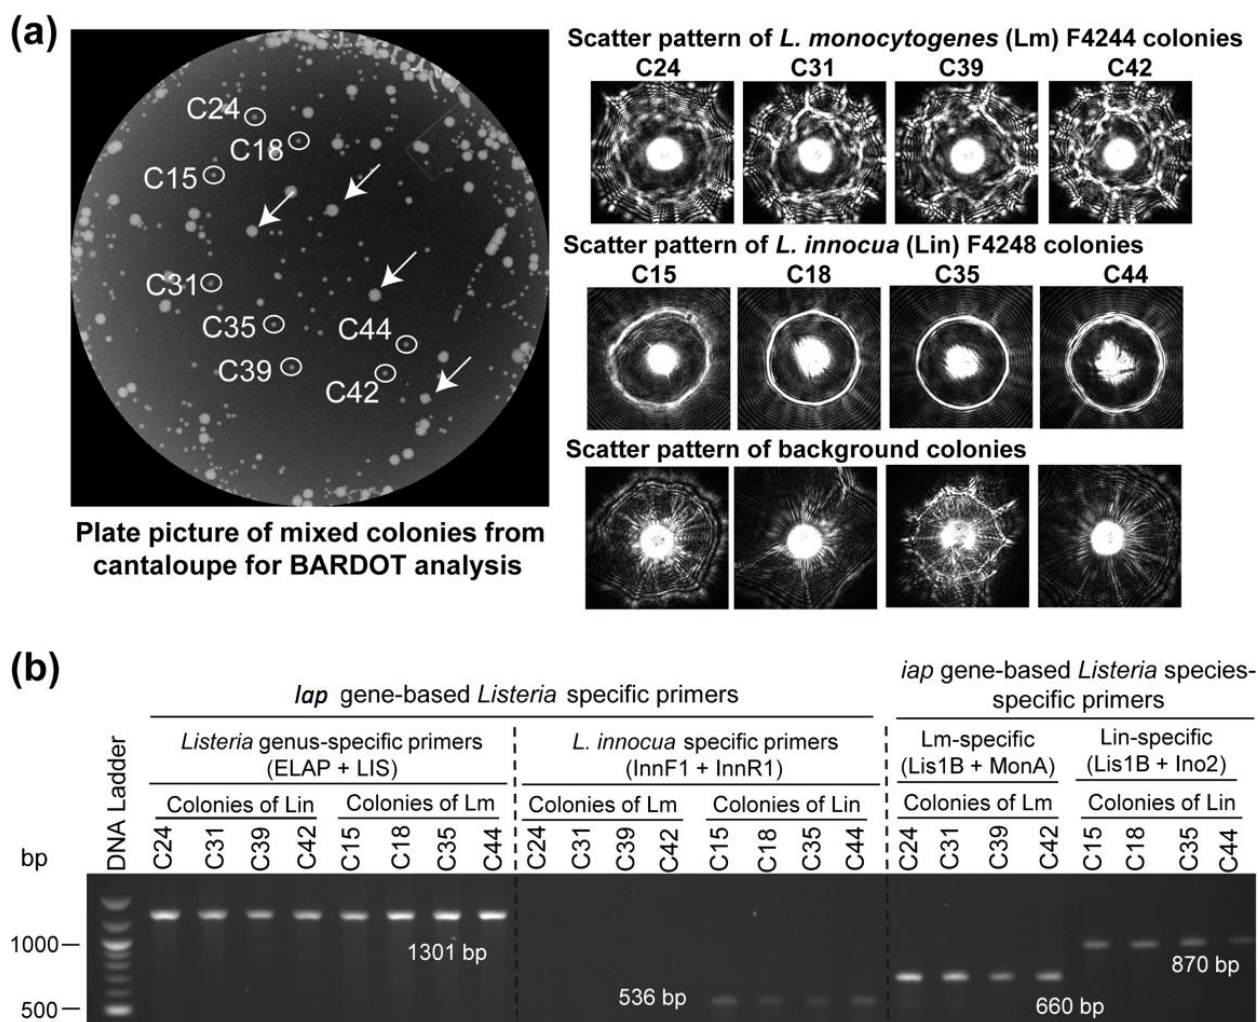 (a)
C24
C18
C15
C31
C35
C44
C39
C42
Plate picture of mixed colonies from
cantaloupe for BARDOT analysis
Scatter pattern of L. monocytogenes (Lm) F4244 colonies
C24 C31 C39 C42
Scatter pattern of L. innocua (Lin) F4248 colonies
C15 C18 C35 C44
Scatter pattern of background colonies
(b)
lap gene-based Listeria specific primers
iap gene-based Listeria species-
specific primers
Listeria genus-specific primers
(ELAP + LIS)
L. innocua specific primers
(InnF1 + InnR1)
Lm-specific
(Lis1B + MonA)
Lin-specific
(Lis1B + Ino2)
Colonies of Lin Colonies of Lm Colonies of Lm Colonies of Lin Colonies of Lm Colonies of Lin
bp DNA Ladder C24 C31 C39 C42 C15 C18 C35 C44 C24 C31 C39 C42 C15 C18 C35 C44 C24 C31 C39 C42 C15 C18 C35 C44
1000
500
1301 bp
536 bp
660 bp
870 bp